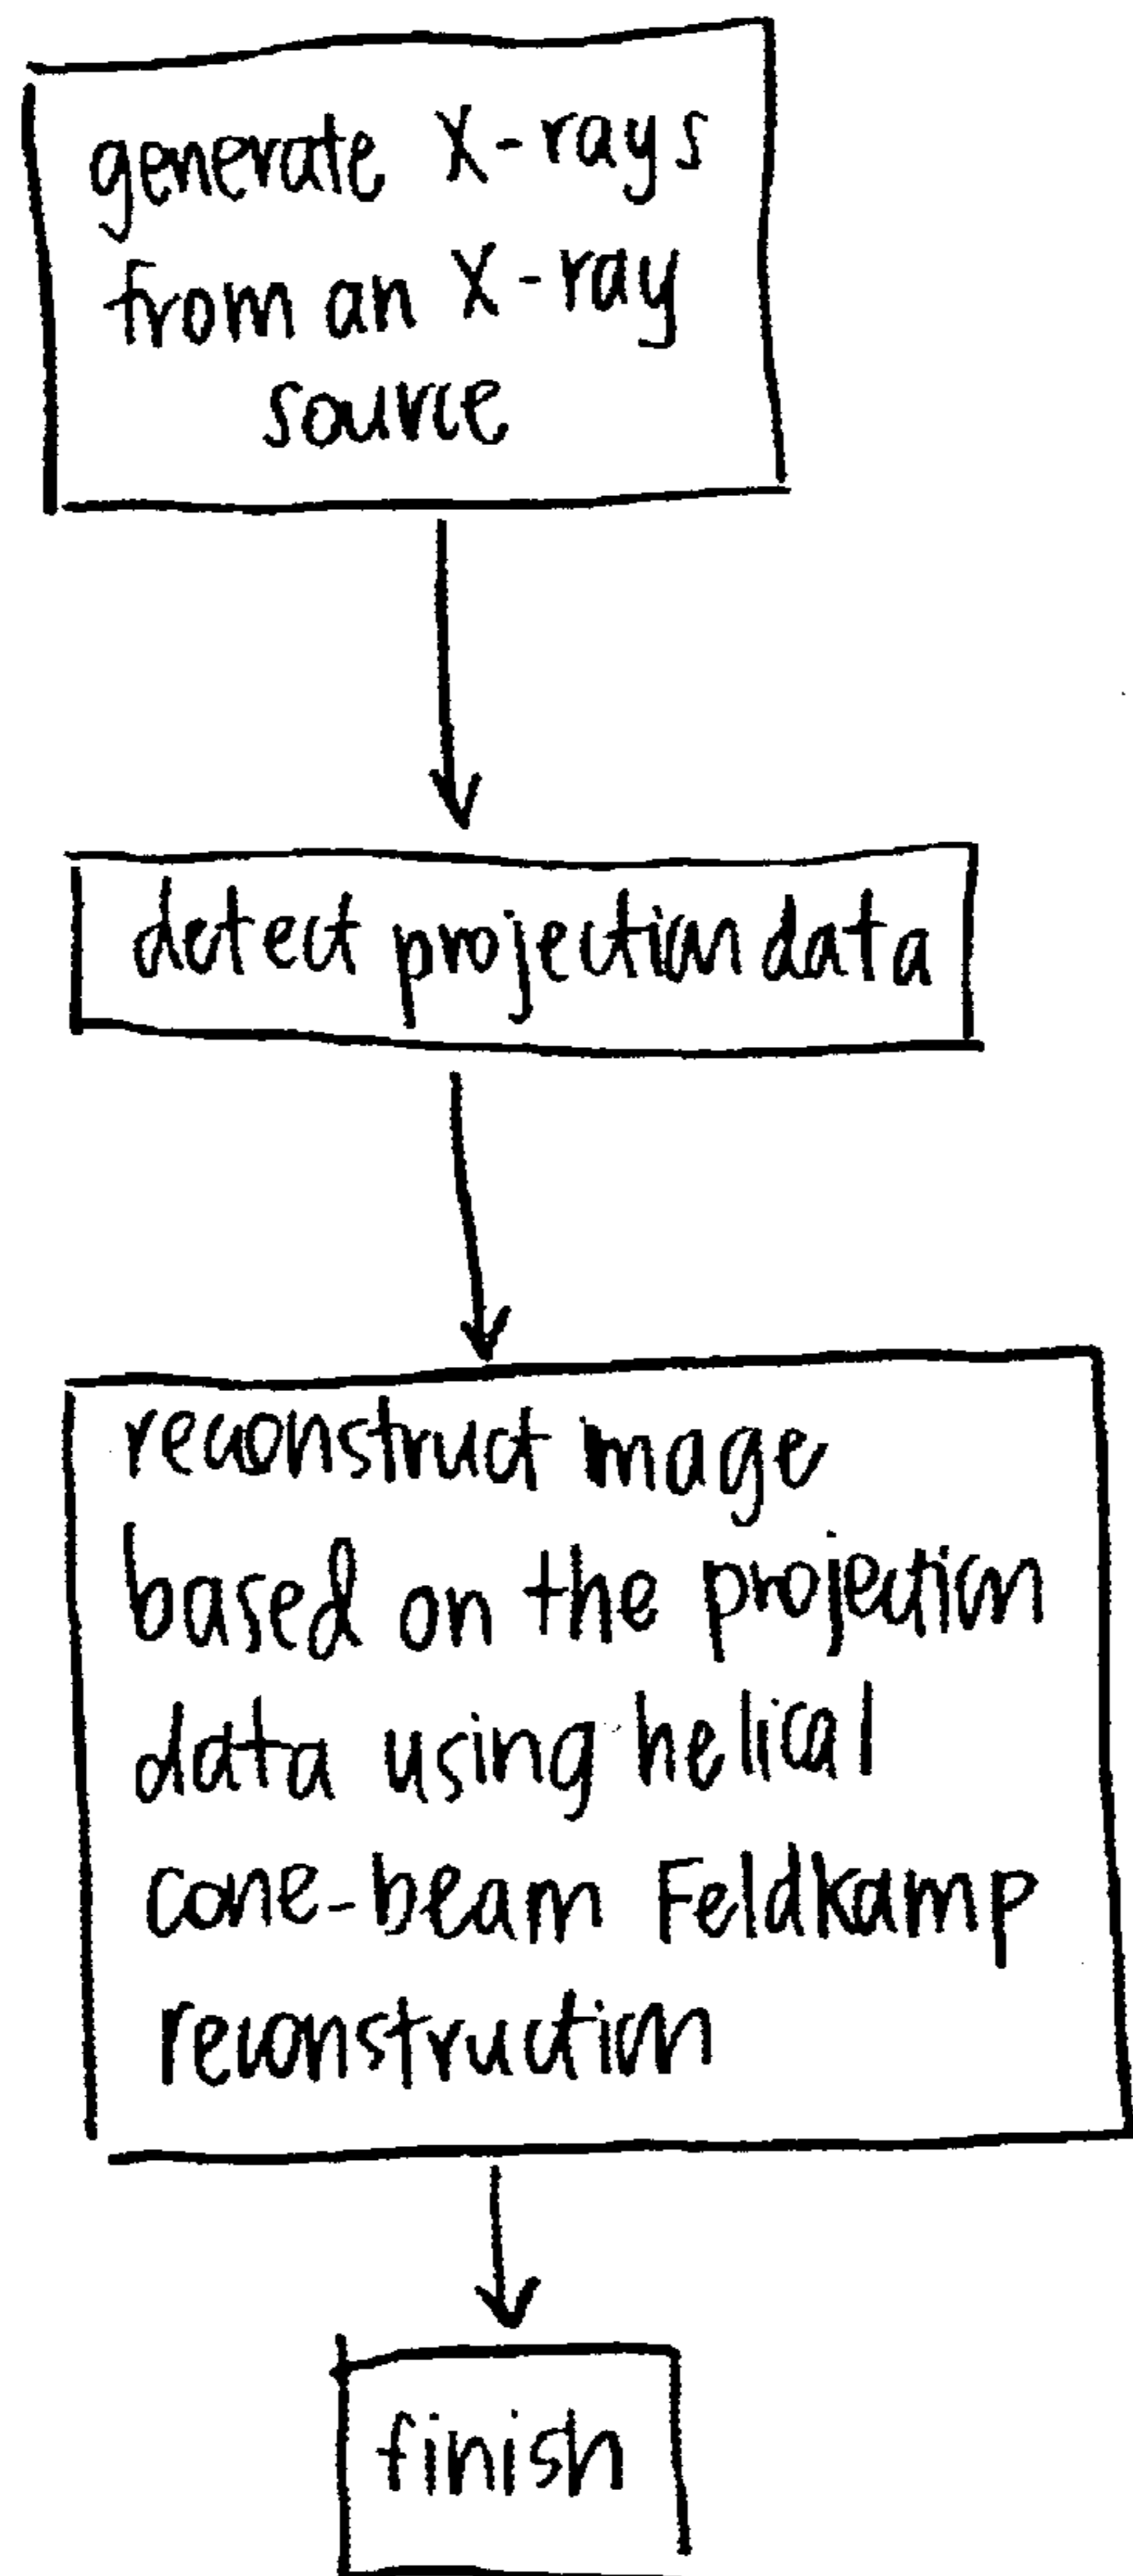 generate X-rays
from an X-ray
source
detect projection data
reconstruct image
based on the projection
data using helical
cone-beam Feldkamp
reconstruction
finish